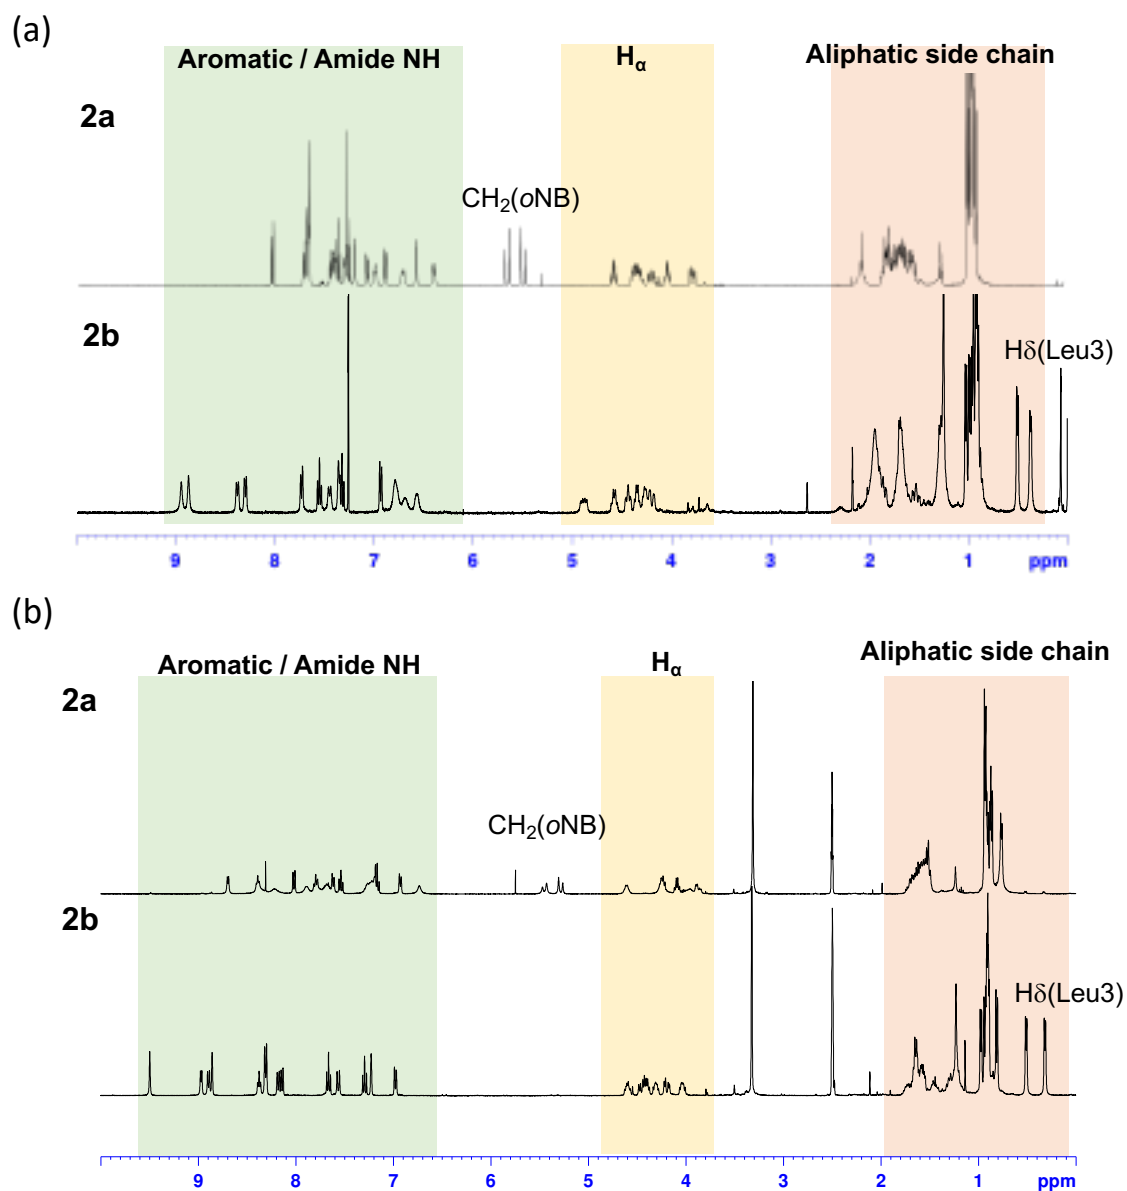 (a)
Aromatic / Amide NH
Hα
Aliphatic side chain
2a
CH₂(oNB)
2b
Hδ(Leu3)
9 8 7 6 5 4 3 2 1 ppm
(b)
Aromatic / Amide NH
Hα
Aliphatic side chain
2a
CH₂(oNB)
2b
Hδ(Leu3)
9 8 7 6 5 4 3 2 1 ppm